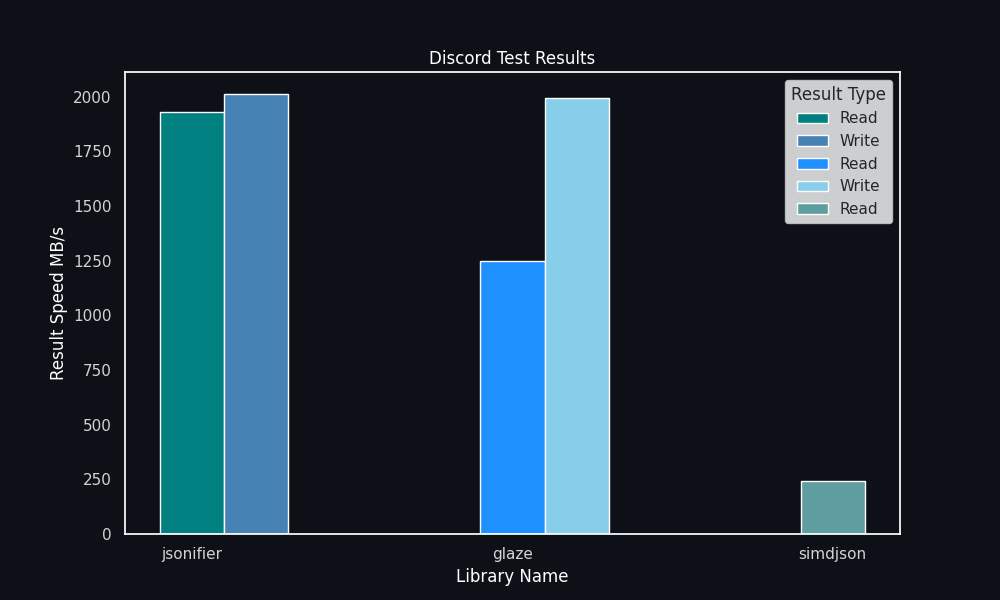 Discord Test Results
Result Speed MB/s
2000
1750
1500
1250
1000
750
500
250
0
Result Type
Read
Write
Read
Write
Read
jsonifier
glaze
simdjson
Library Name